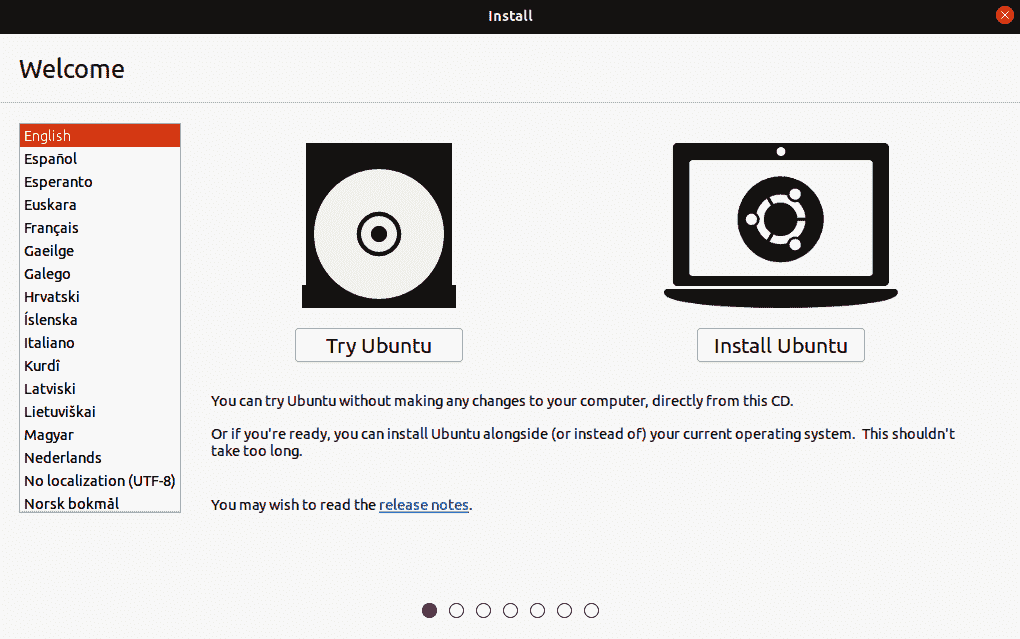 Install
Welcome
English
Español
Esperanto
Euskara
Français
Gaeilge
Galego
Hrvatski
Íslenska
Italiano
Kurdî
Latviski
Lietuviškai
Magyar
Nederlands
No localization (UTF-8)
Norsk bokmål
Try Ubuntu
Install Ubuntu
You can try Ubuntu without making any changes to your computer, directly from this CD.
Or if you're ready, you can install Ubuntu alongside (or instead of) your current operating system.  This shouldn't
take too long.
You may wish to read the release notes.